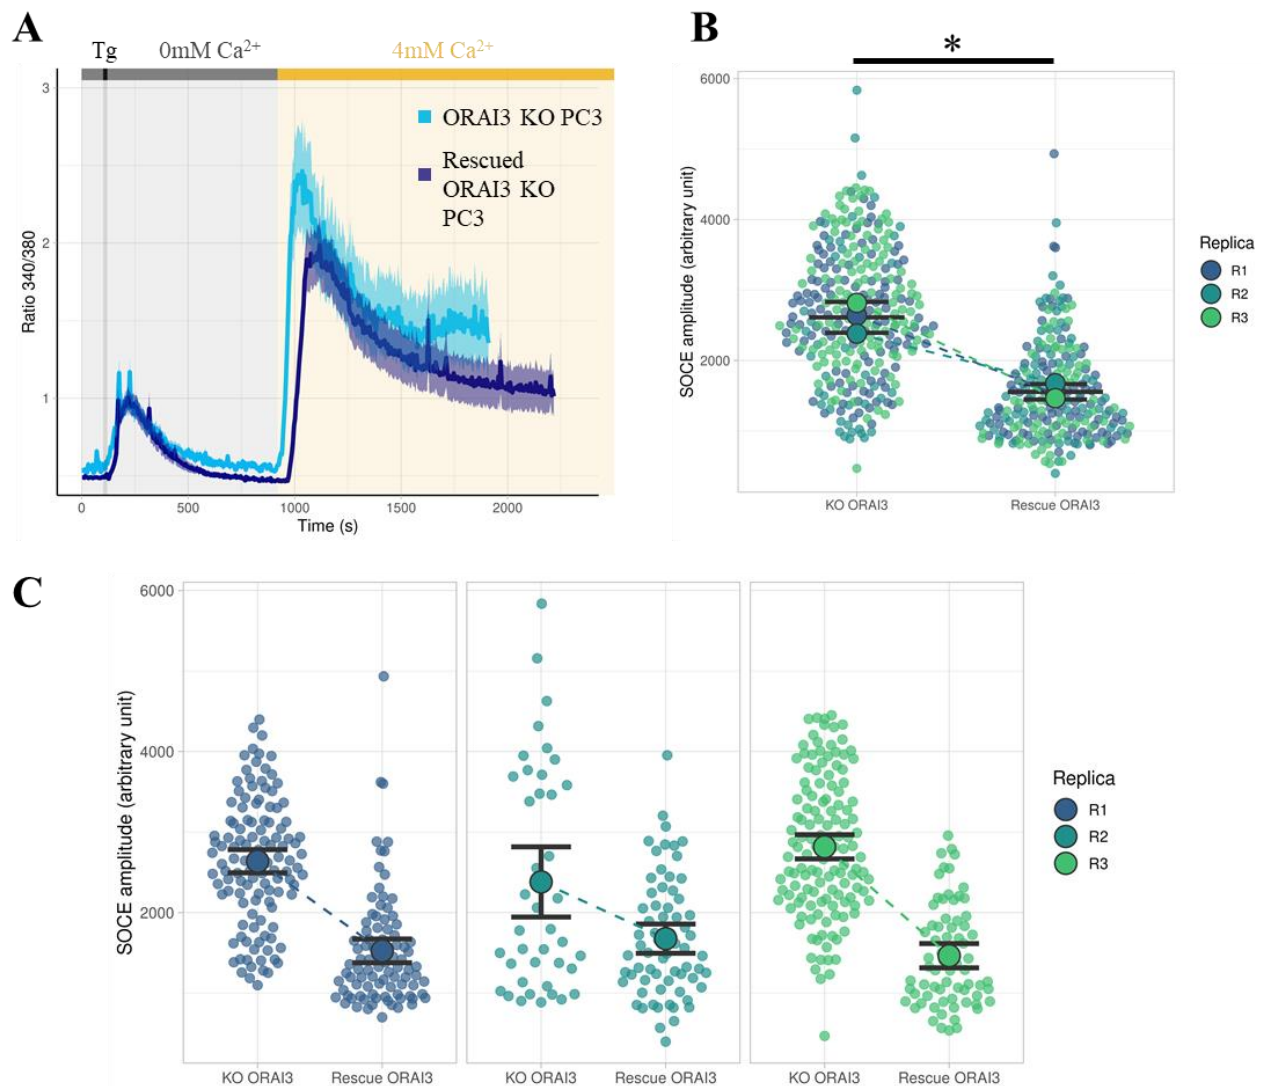 A
Tg
0mM Ca²⁺
4mM Ca²⁺
3
2
1
Ratio 340/380
ORAI3 KO PC3
Rescued
ORAI3 KO
PC3
0
500
1000
1500
2000
Time (s)
B
*
6000
4000
2000
SOCE amplitude (arbitrary unit)
KO ORAI3
Rescue ORAI3
Replica
R1
R2
R3
C
6000
4000
2000
SOCE amplitude (arbitrary unit)
KO ORAI3
Rescue ORAI3
KO ORAI3
Rescue ORAI3
KO ORAI3
Rescue ORAI3
Replica
R1
R2
R3